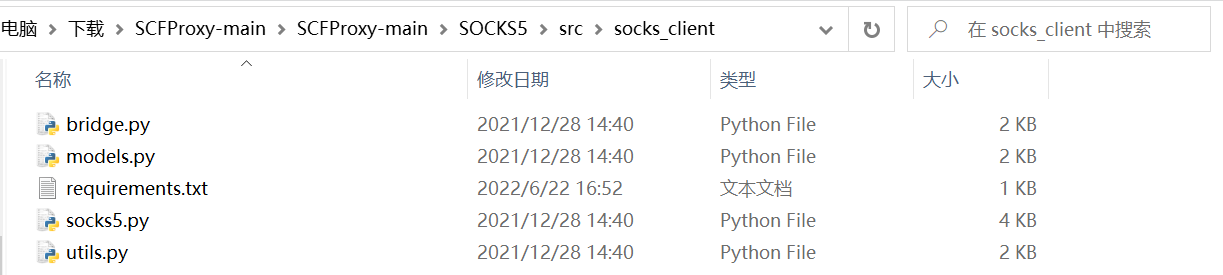 电脑 > 下载 > SCFProxy-main > SCFProxy-main > SOCKS5 > src > socks_client 在 socks_client 中搜索
名称 修改日期 类型 大小
bridge.py 2021/12/28 14:40 Python File 2 KB
models.py 2021/12/28 14:40 Python File 2 KB
requirements.txt 2022/6/22 16:52 文本文档 1 KB
socks5.py 2021/12/28 14:40 Python File 4 KB
utils.py 2021/12/28 14:40 Python File 2 KB